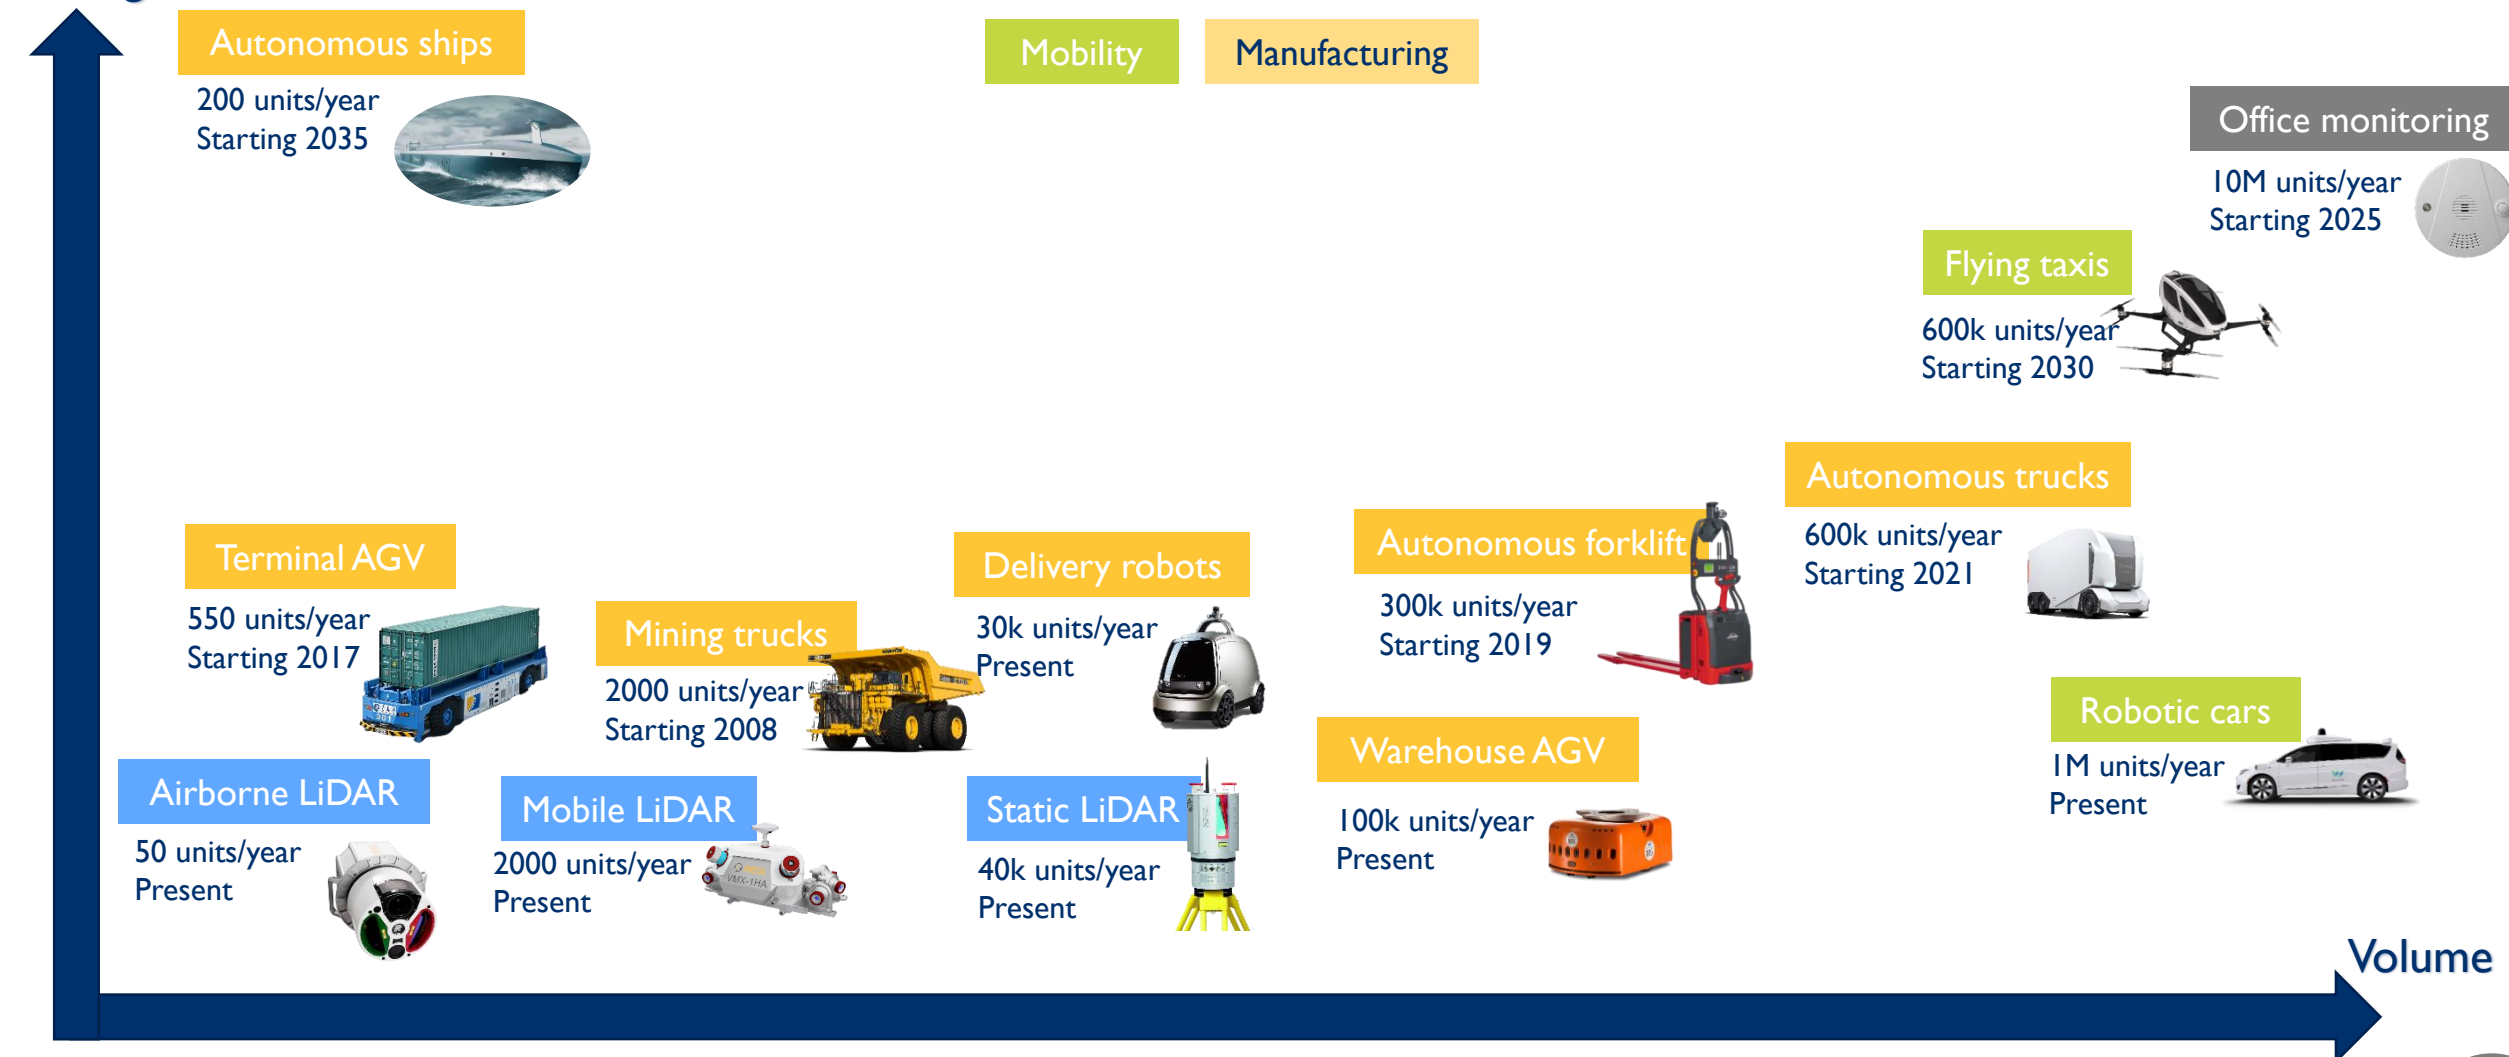 Autonomous ships
200 units/year
Starting 2035
Mobility
Manufacturing
Office monitoring
10M units/year
Starting 2025
Flying taxis
600k units/year
Starting 2030
Autonomous trucks
600k units/year
Starting 2021
Terminal AGV
550 units/year
Starting 2017
Mining trucks
2000 units/year
Starting 2008
Delivery robots
30k units/year
Present
Autonomous forklift
300k units/year
Starting 2019
Robotic cars
1M units/year
Present
Airborne LiDAR
50 units/year
Present
Mobile LiDAR
2000 units/year
Present
VMX-1HA
Static LiDAR
40k units/year
Present
Warehouse AGV
100k units/year
Present
Volume